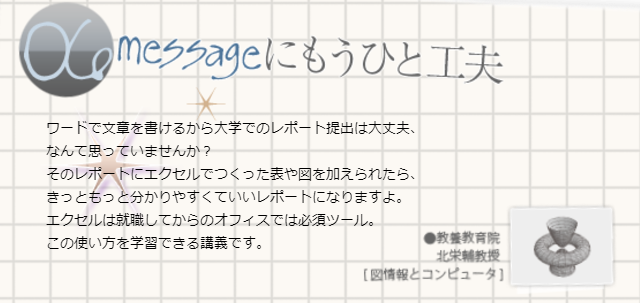 messageにもうひと工夫
ワードで文章を書けるから大学でのレポート提出は大丈夫、
なんて思っていませんか？
そのレポートにエクセルでつくった表や図を加えられたら、
きっともっと分かりやすくていいレポートになりますよ。
エクセルは就職してからのオフィスでは必須ツール。
この使い方を学習できる講義です。
●教養教育院
北栄輔教授
[ 図情報とコンピュータ ]